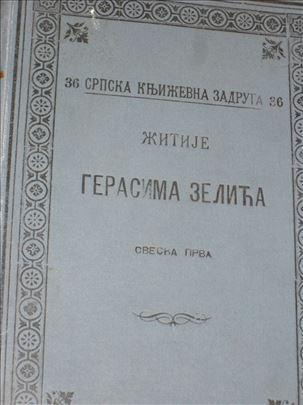 36 СРПСКА КЊИЖЕВНА ЗАДРУГА 36
ЖИТИЈЕ
ГЕРАСИМА ЗЕЛИЋА
СВЕСКА ПРВА